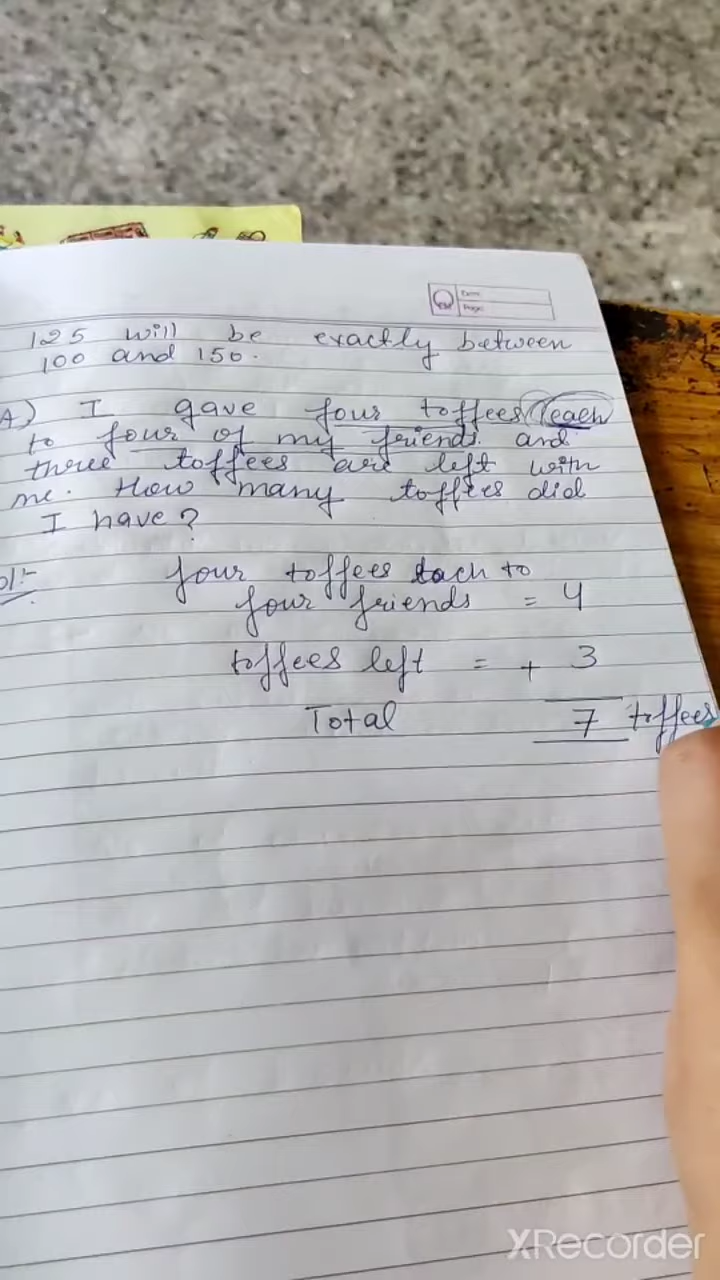 125 will be exactly between
100 and 150.
A) I gave four toffees each
to four of my friends. and
three toffees are left with
me. How many toffees did
I have?
four toffees each to
four friends = 4
toffees left = + 3
Total 7 toffees
XRecorder